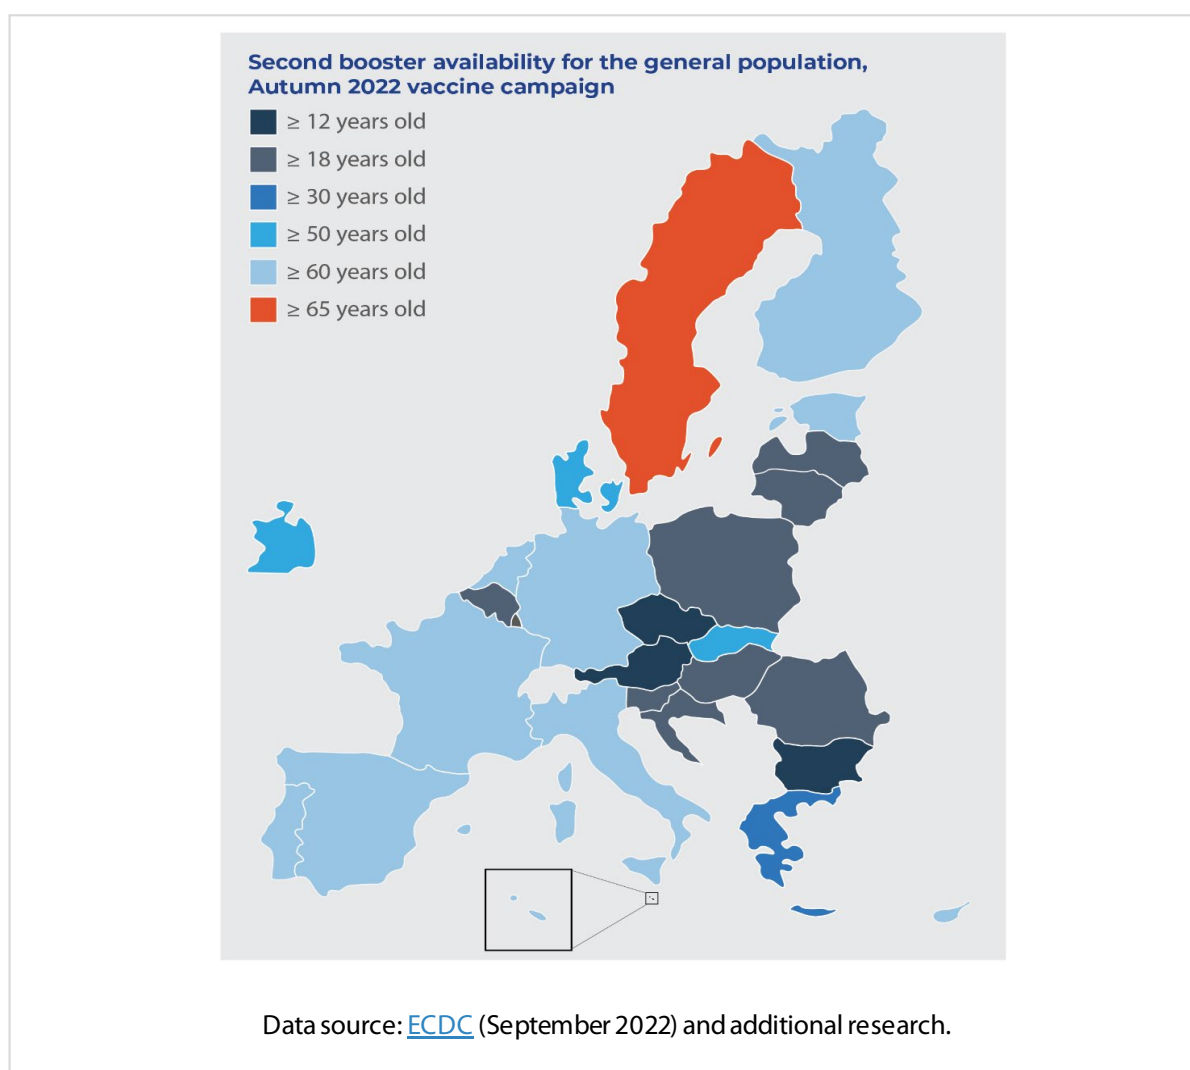 Second booster availability for the general population,
Autumn 2022 vaccine campaign
≥ 12 years old
≥ 18 years old
≥ 30 years old
≥ 50 years old
≥ 60 years old
≥ 65 years old
Data source: ECDC (September 2022) and additional research.